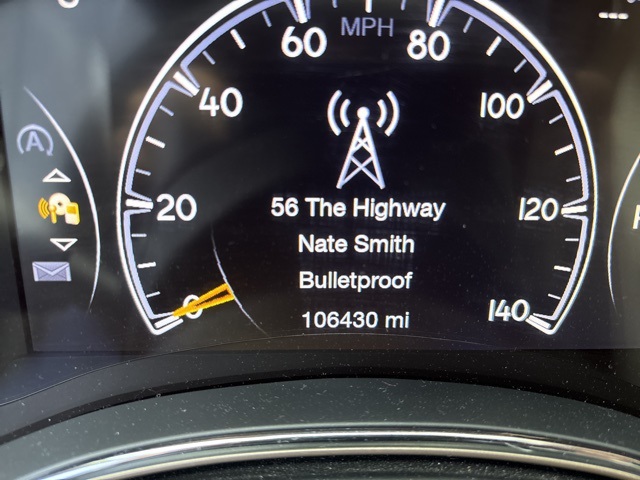 MPH
0
20
40
60
80
100
120
140
A
56 The Highway
Nate Smith
Bulletproof
106430 mi